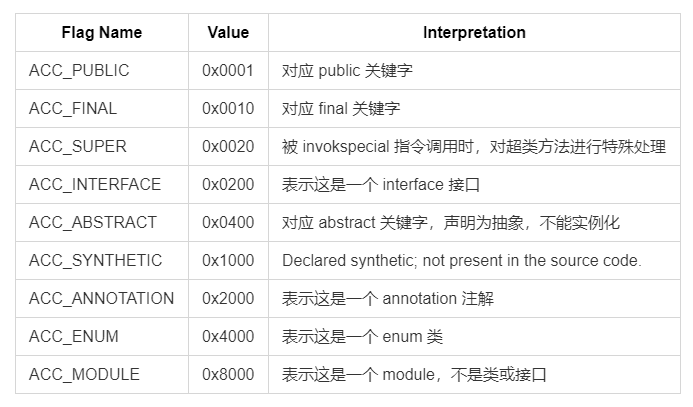 Flag Name Value Interpretation
ACC_PUBLIC 0x0001 对应 public 关键字
ACC_FINAL 0x0010 对应 final 关键字
ACC_SUPER 0x0020 被 invokspecial 指令调用时，对超类方法进行特殊处理
ACC_INTERFACE 0x0200 表示这是一个 interface 接口
ACC_ABSTRACT 0x0400 对应 abstract 关键字，声明为抽象，不能实例化
ACC_SYNTHETIC 0x1000 Declared synthetic; not present in the source code.
ACC_ANNOTATION 0x2000 表示这是一个 annotation 注解
ACC_ENUM 0x4000 表示这是一个 enum 类
ACC_MODULE 0x8000 表示这是一个 module，不是类或接口